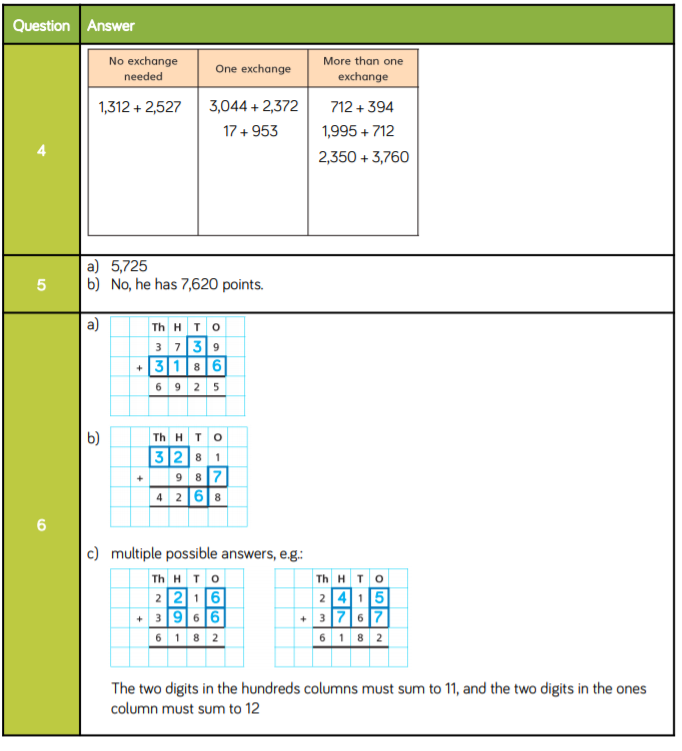 Question Answer
4
No exchange needed One exchange More than one exchange
1,312 + 2,527 3,044 + 2,372 712 + 394
17 + 953 1,995 + 712
2,350 + 3,760
5
a) 5,725
b) No, he has 7,620 points.
6
a)
Th H T O
3 7 3 9
+ 3 1 8 6
6 9 2 5
b)
Th H T O
3 2 8 1
+ 9 8 7
4 2 6 8
c) multiple possible answers, e.g.:
Th H T O
2 2 1 6
+ 3 9 6 6
6 1 8 2
Th H T O
2 4 1 5
+ 3 7 6 7
6 1 8 2
The two digits in the hundreds columns must sum to 11, and the two digits in the ones
column must sum to 12